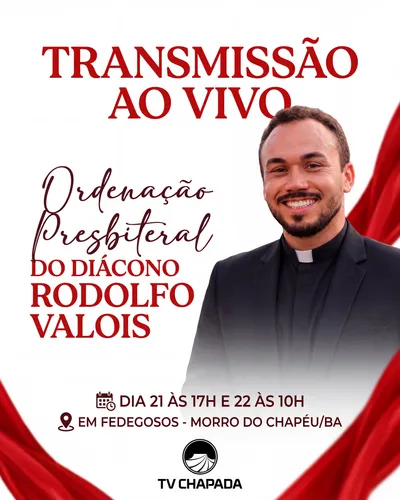 TRANSMISSÃO
AO VIVO
Ordenação
Presbiteral
DO DIÁCONO
RODOLFO
VALOIS
DIA 21 ÀS 17H E 22 ÀS 10H
EM FEDEGOSOS - MORRO DO CHAPÉU/BA
TV CHAPADA